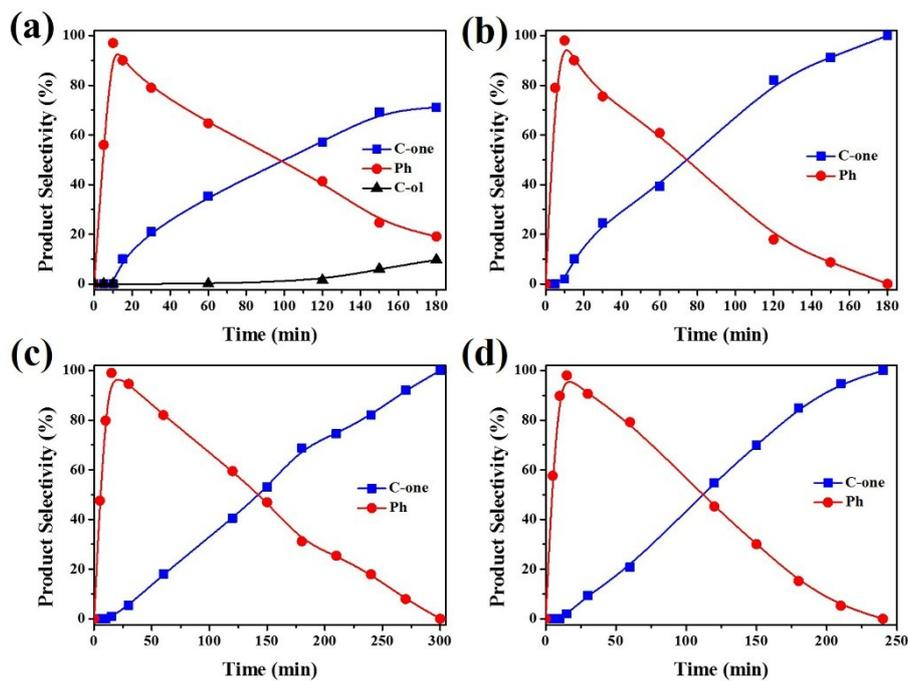 (a)
Product Selectivity (%)
100
80
60
40
20
0
C-one
Ph
C-ol
0 20 40 60 80 100 120 140 160 180
Time (min)
(b)
Product Selectivity (%)
100
80
60
40
20
0
C-one
Ph
0 20 40 60 80 100 120 140 160 180
Time (min)
(c)
Product Selectivity (%)
100
80
60
40
20
0
C-one
Ph
0 50 100 150 200 250 300
Time (min)
(d)
Product Selectivity (%)
100
80
60
40
20
0
C-one
Ph
0 50 100 150 200 250
Time (min)